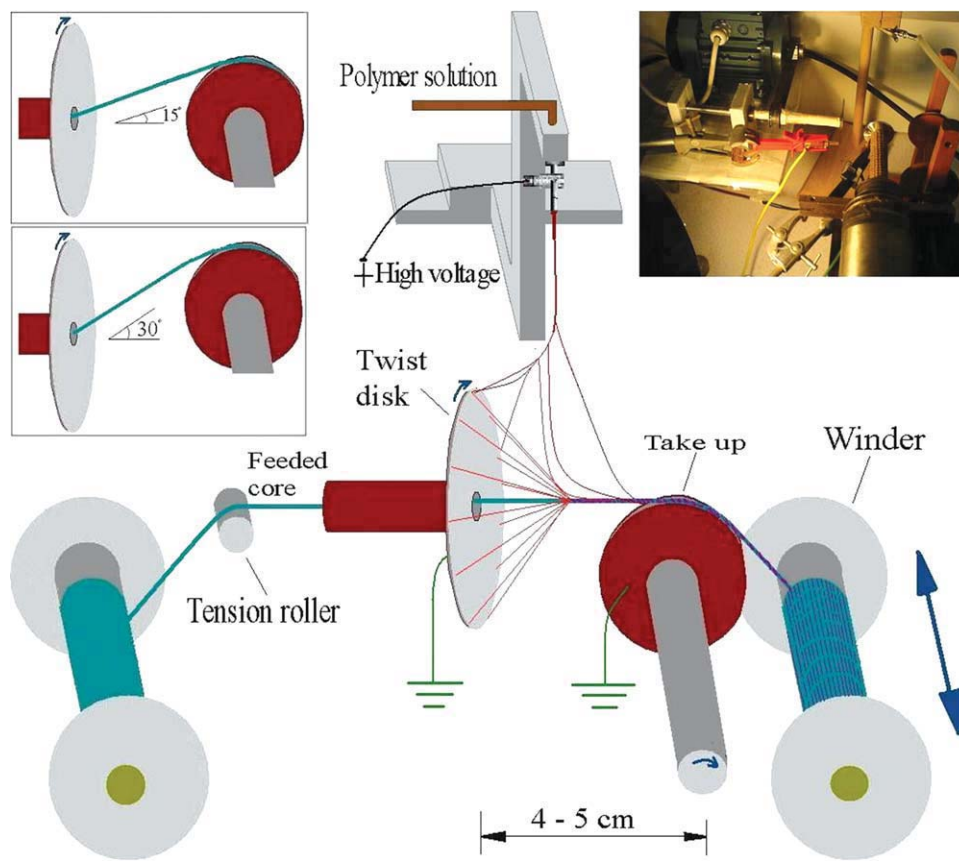 15°
30°
Polymer solution
+High voltage
Twist
disk
Feeded
core
Tension roller
Take up
Winder
4 - 5 cm